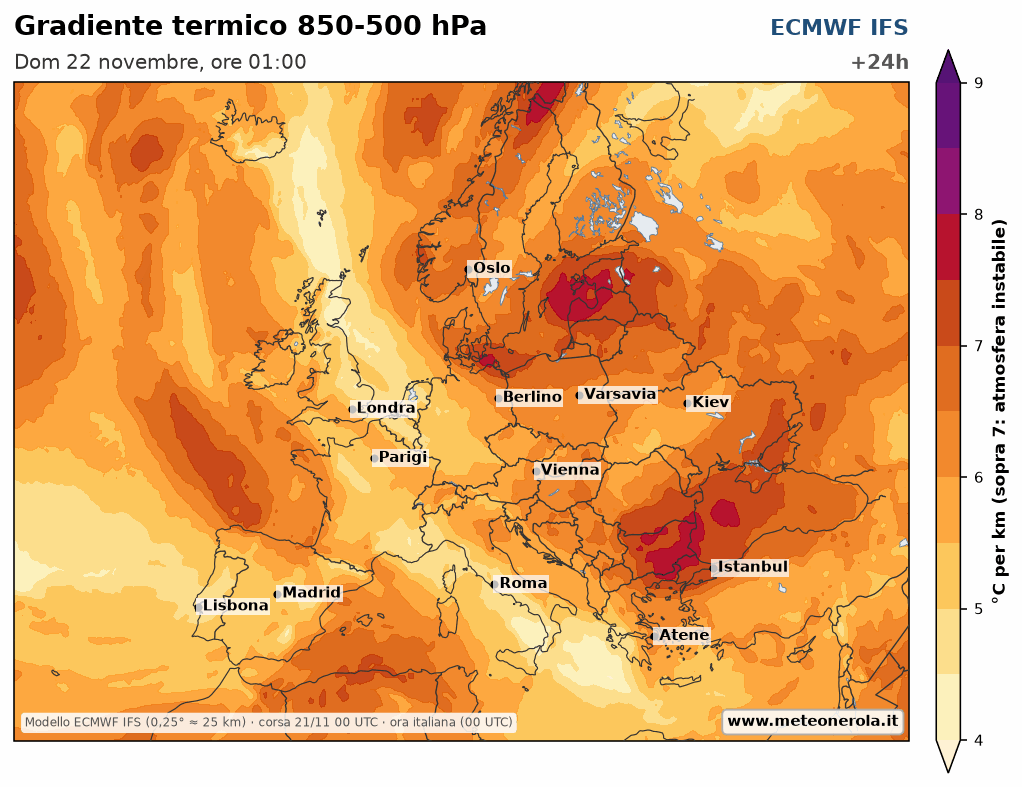 Gradiente termico 850-500 hPa
ECMWF IFS
Dom 22 novembre, ore 01:00
+24h
9
8
7
6
5
4
°C per km (sopra 7: atmosfera instabile)
Oslo
Berlino
Varsavia
Kiev
Londra
Parigi
Vienna
Istanbul
Roma
Madrid
Lisbona
Atene
Modello ECMWF IFS (0,25° ≈ 25 km) · corsa 21/11 00 UTC · ora italiana (00 UTC)
www.meteonerola.it